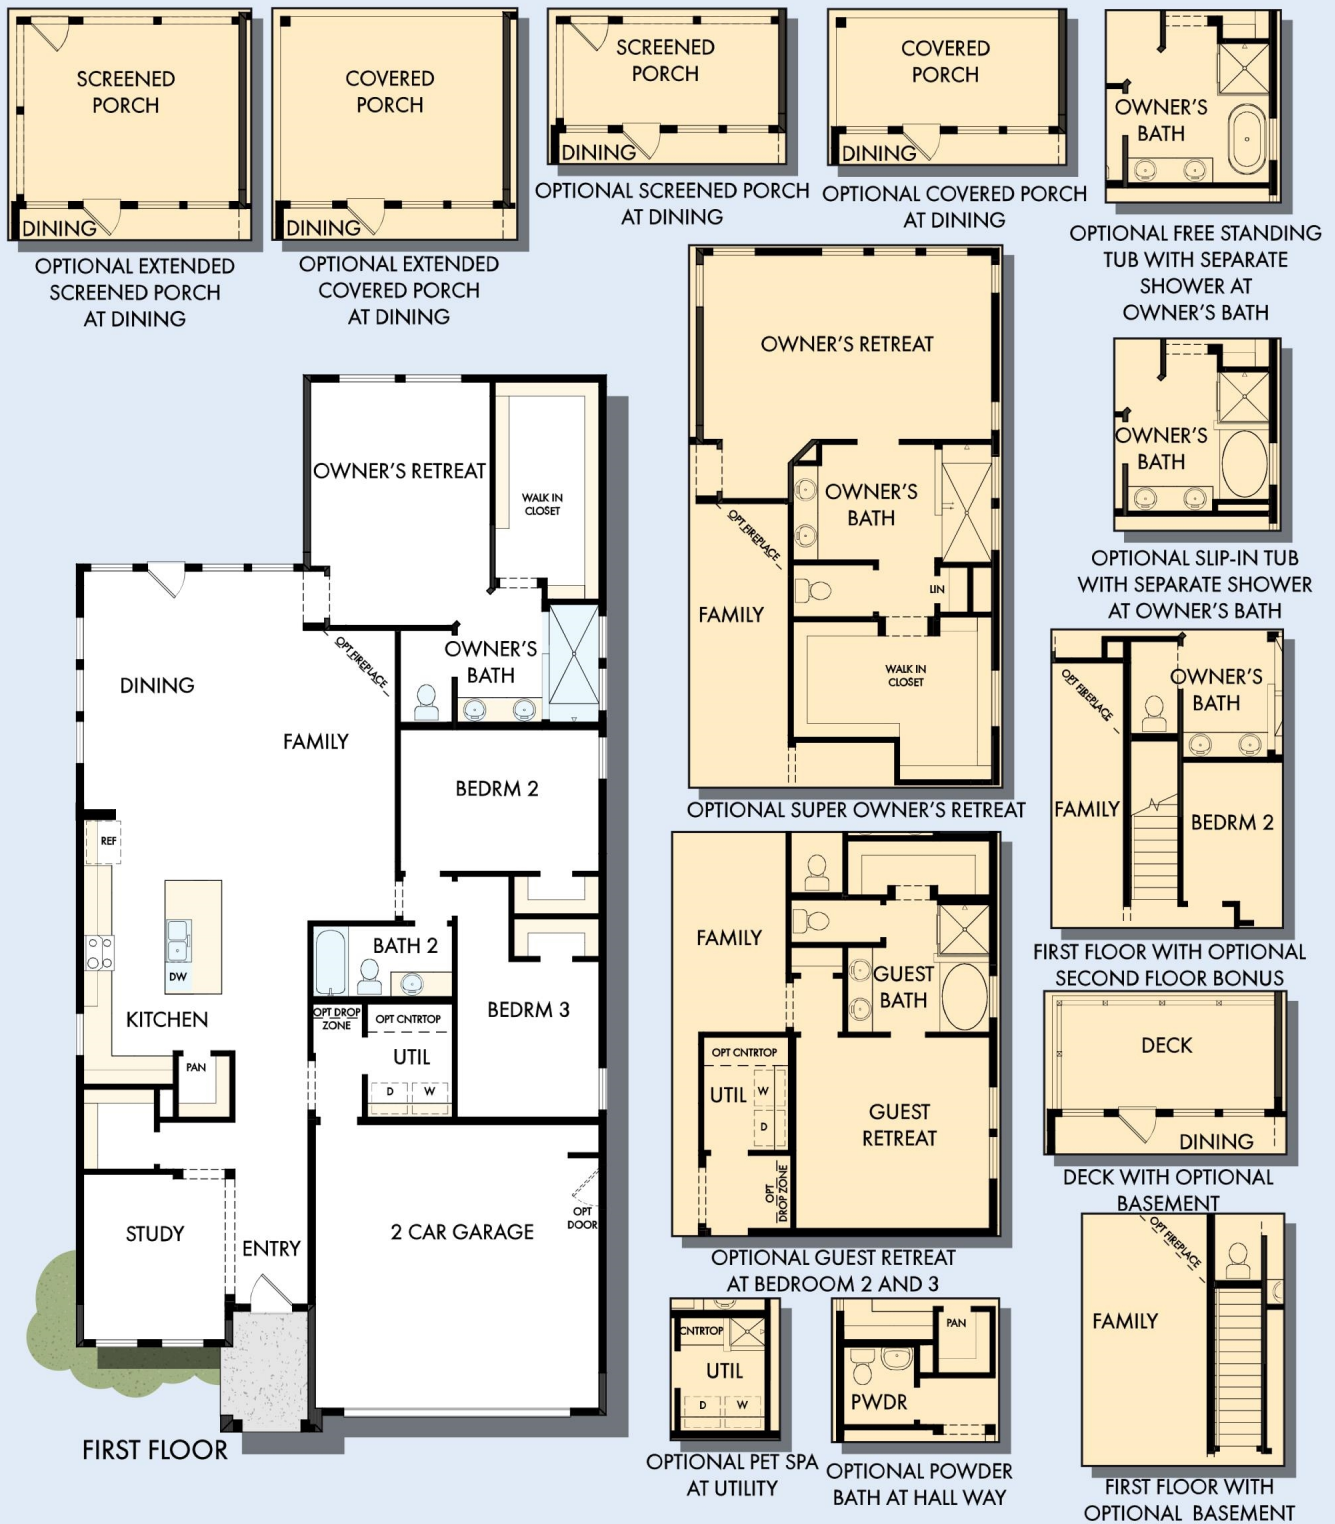 SCREENED
PORCH
DINING
OPTIONAL EXTENDED
SCREENED PORCH
AT DINING
COVERED
PORCH
DINING
OPTIONAL EXTENDED
COVERED PORCH
AT DINING
SCREENED
PORCH
DINING
OPTIONAL SCREENED PORCH
AT DINING
COVERED
PORCH
DINING
OPTIONAL COVERED PORCH
AT DINING
OWNER'S
BATH
OPTIONAL FREE STANDING
TUB WITH SEPARATE
SHOWER AT
OWNER'S BATH
OWNER'S RETREAT
OWNER'S
BATH
OPT FIREPLACE
LIN
FAMILY
WALK IN
CLOSET
OPTIONAL SUPER OWNER'S RETREAT
OWNER'S
BATH
OPTIONAL SLIP-IN TUB
WITH SEPARATE SHOWER
AT OWNER'S BATH
OWNER'S RETREAT
WALK IN
CLOSET
OPT FIREPLACE
OWNER'S
BATH
DINING
FAMILY
BEDRM 2
REF
DW
KITCHEN
PAN
BATH 2
BEDRM 3
OPT DROP
ZONE
OPT CNTRTOP
UTIL
D
W
STUDY
ENTRY
2 CAR GARAGE
OPT
DOOR
FIRST FLOOR
OPT FIREPLACE
OWNER'S
BATH
FAMILY
BEDRM 2
FIRST FLOOR WITH OPTIONAL
SECOND FLOOR BONUS
FAMILY
GUEST
BATH
OPT CNTRTOP
UTIL
W
D
GUEST
RETREAT
OPT
DROP ZONE
OPTIONAL GUEST RETREAT
AT BEDROOM 2 AND 3
DECK
DINING
DECK WITH OPTIONAL
BASEMENT
CNTRTOP
UTIL
D
W
OPTIONAL PET SPA
AT UTILITY
PAN
PWDR
OPTIONAL POWDER
BATH AT HALL WAY
OPT FIREPLACE
FAMILY
FIRST FLOOR WITH
OPTIONAL BASEMENT